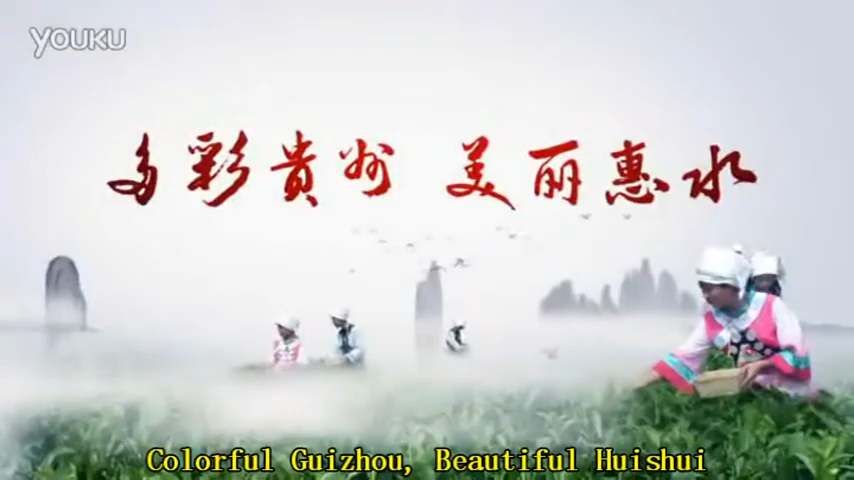 YOUKU
多彩贵州 美丽惠水
Colorful Guizhou, Beautiful Huishui